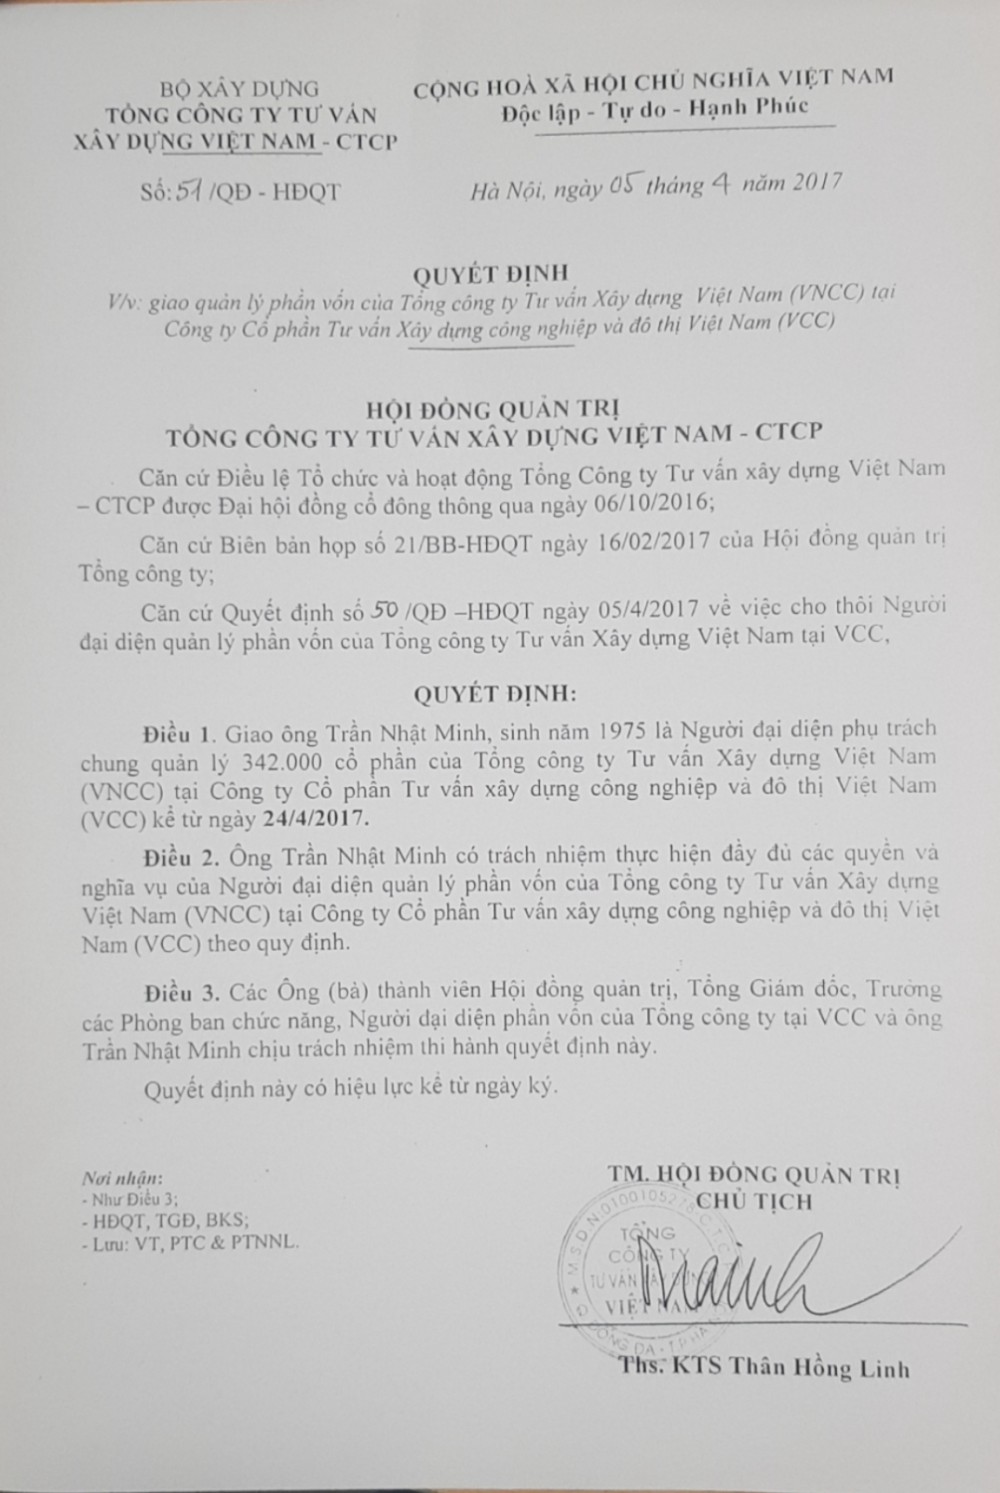 BỘ XÂY DỰNG
TỔNG CÔNG TY TƯ VẤN
XÂY DỰNG VIỆT NAM - CTCP
Số: 51/QĐ - HĐQT
CỘNG HOÀ XÃ HỘI CHỦ NGHĨA VIỆT NAM
Độc lập - Tự do - Hạnh Phúc
Hà Nội, ngày 05 tháng 4 năm 2017
QUYẾT ĐỊNH
V/v: giao quản lý phần vốn của Tổng công ty Tư vấn Xây dựng Việt Nam (VNCC) tại
Công ty Cổ phần Tư vấn Xây dựng công nghiệp và đô thị Việt Nam (VCC)
HỘI ĐỒNG QUẢN TRỊ
TỔNG CÔNG TY TƯ VẤN XÂY DỰNG VIỆT NAM - CTCP
Căn cứ Điều lệ Tổ chức và hoạt động Tổng Công ty Tư vấn xây dựng Việt Nam
– CTCP được Đại hội đồng cổ đông thông qua ngày 06/10/2016;
Căn cứ Biên bản họp số 21/BB-HĐQT ngày 16/02/2017 của Hội đồng quản trị
Tổng công ty;
Căn cứ Quyết định số 50 /QĐ –HĐQT ngày 05/4/2017 về việc cho thôi Người
đại diện quản lý phần vốn của Tổng công ty Tư vấn Xây dựng Việt Nam tại VCC,
QUYẾT ĐỊNH:
Điều 1. Giao ông Trần Nhật Minh, sinh năm 1975 là Người đại diện phụ trách
chung quản lý 342.000 cổ phần của Tổng công ty Tư vấn Xây dựng Việt Nam
(VNCC) tại Công ty Cổ phần Tư vấn xây dựng công nghiệp và đô thị Việt Nam
(VCC) kể từ ngày 24/4/2017.
Điều 2. Ông Trần Nhật Minh có trách nhiệm thực hiện đầy đủ các quyền và
nghĩa vụ của Người đại diện quản lý phần vốn của Tổng công ty Tư vấn Xây dựng
Việt Nam (VNCC) tại Công ty Cổ phần Tư vấn xây dựng công nghiệp và đô thị Việt
Nam (VCC) theo quy định.
Điều 3. Các Ông (bà) thành viên Hội đồng quản trị, Tổng Giám đốc, Trưởng
các Phòng ban chức năng, Người đại diện phần vốn của Tổng công ty tại VCC và ông
Trần Nhật Minh chịu trách nhiệm thi hành quyết định này.
Quyết định này có hiệu lực kể từ ngày ký.
Nơi nhận:
- Như Điều 3;
- HĐQT, TGĐ, BKS;
- Lưu: VT, PTC & PTNNL.
TM. HỘI ĐỒNG QUẢN TRỊ
CHỦ TỊCH
TỔNG
CÔNG TY
TƯ VẤN XÂY DỰNG
VIỆT NAM
Ths. KTS Thân Hồng Linh